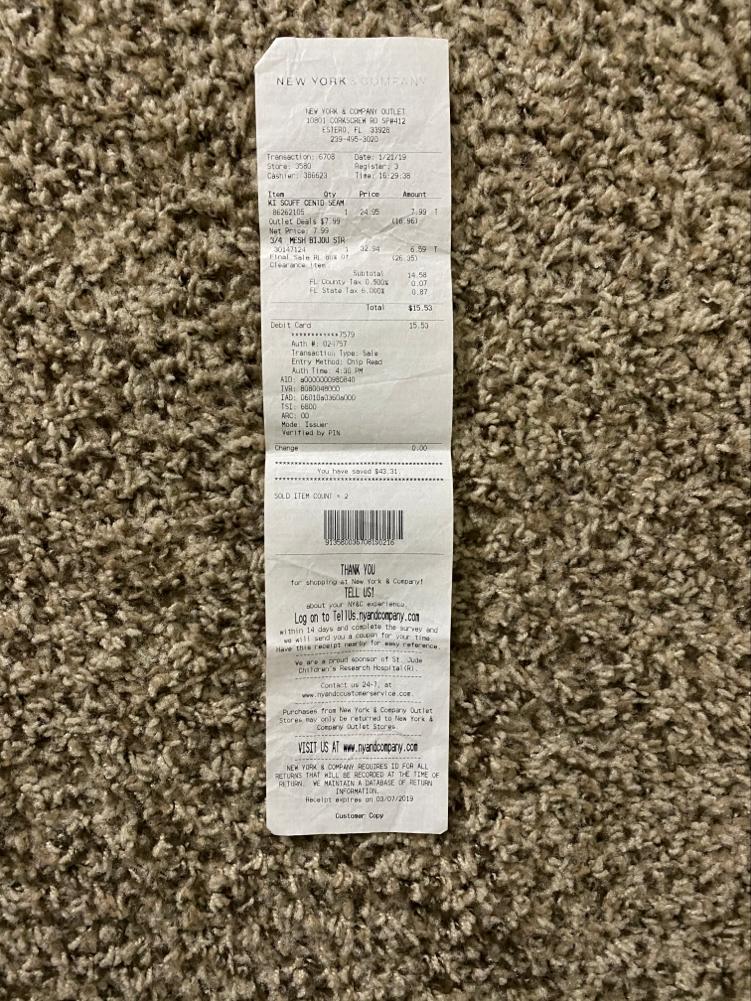 NEW YORK & COMPANY
NEW YORK & COMPANY OUTLET
10801 CORKSCREW RD SP#412
ESTERO, FL 33928
239-495-3020
Transaction: 6708 Date: 1/21/19
Store: 3580 Register: 3
Cashier: 386623 Time: 16:29:38
Item Qty Price Amount
KI SCUFF CENTD SEAM
86262105 1 24.95 7.99 T
Outlet Deals $7.99 (16.96)
Net Price: 7.99
3/4 MESH BIJOU STR
30147124 1 32.94 6.59 T
Final Sale RL 80% Of (26.35)
Clearance Item
Subtotal 14.58
FL County Tax 0.500% 0.07
FL State Tax 6.000% 0.87
Total $15.53
Debit Card 15.53
************7579
Auth #: 024757
Transaction Type: Sale
Entry Method: Chip Read
Auth Time: 4:30 PM
AID: a0000000980840
TVR: 8080048000
IAD: 06010a0360a000
TSI: 6800
ARC: 00
Mode: Issuer
Verified by PIN
Change 0.00
You have saved $43.31
SOLD ITEM COUNT = 2
THANK YOU
for shopping at New York & Company!
TELL US!
about your NY&C experience.
Log on to TellUs.nyandcompany.com
within 14 days and complete the survey and
we will send you a coupon for your time.
Have this receipt nearby for easy reference.
We are a proud sponsor of St. Jude
Children's Research Hospital(R).
Contact us 24-7, at
www.nyandccustomerservice.com.
Purchases from New York & Company Outlet
Stores may only be returned to New York &
Company Outlet Stores
VISIT US AT www.nyandcompany.com
NEW YORK & COMPANY REQUIRES ID FOR ALL
RETURNS THAT WILL BE RECORDED AT THE TIME OF
RETURN. WE MAINTAIN A DATABASE OF RETURN
INFORMATION.
Receipt expires on 03/07/2019
Customer Copy